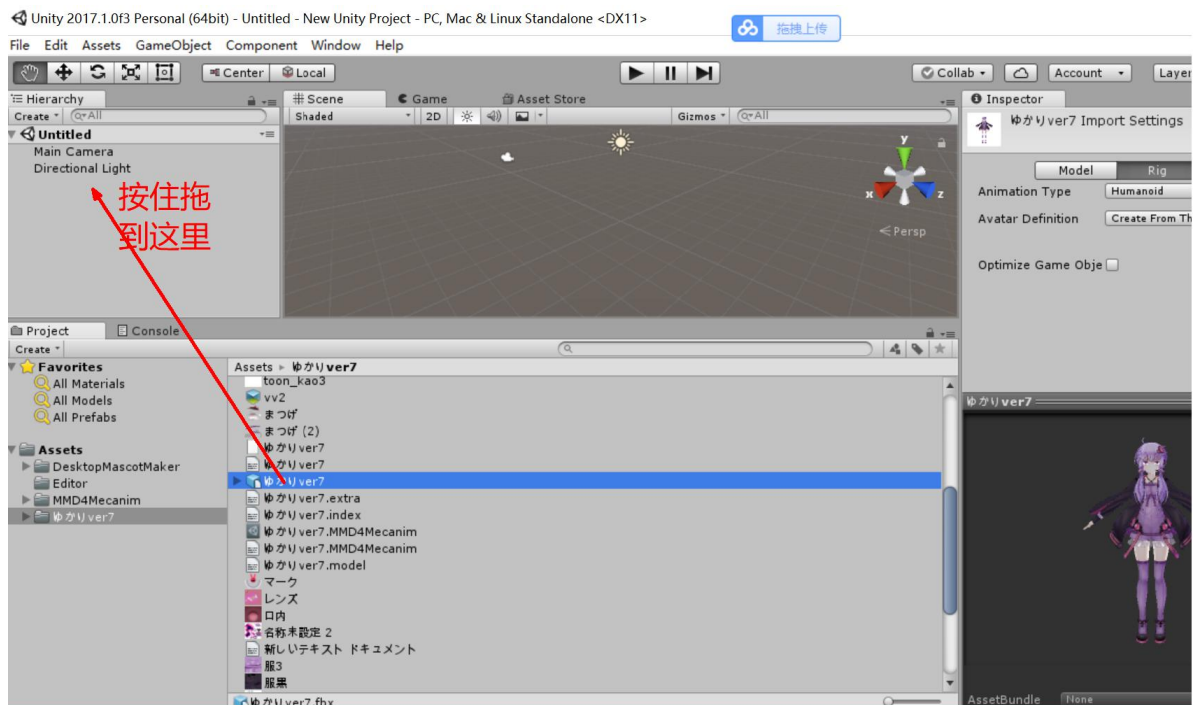 Unity 2017.1.0f3 Personal (64bit) - Untitled - New Unity Project - PC, Mac & Linux Standalone <DX11>
拖拽上传
File Edit Assets GameObject Component Window Help
Center Local Collab Account Layer
Hierarchy
Create All
Untitled
Main Camera
Directional Light
按住拖
到这里
Scene Game Asset Store
Shaded 2D Gizmos All
y
x z
Persp
Inspector
ゆかりver7 Import Settings
Model Rig
Animation Type Humanoid
Avatar Definition Create From Th
Optimize Game Obje
Project Console
Create
Favorites
All Materials
All Models
All Prefabs
Assets
DesktopMascotMaker
Editor
MMD4Mecanim
ゆかりver7
Assets ▸ ゆかりver7
toon_kao3
vv2
まつげ
まつげ (2)
ゆかりver7
ゆかりver7
ゆかりver7
ゆかりver7.extra
ゆかりver7.index
ゆかりver7.MMD4Mecanim
ゆかりver7.MMD4Mecanim
ゆかりver7.model
マーク
レンズ
口内
名称未設定 2
新しいテキスト ドキュメント
服3
服黒
ゆかりver7.fbx
ゆかりver7
AssetBundle None